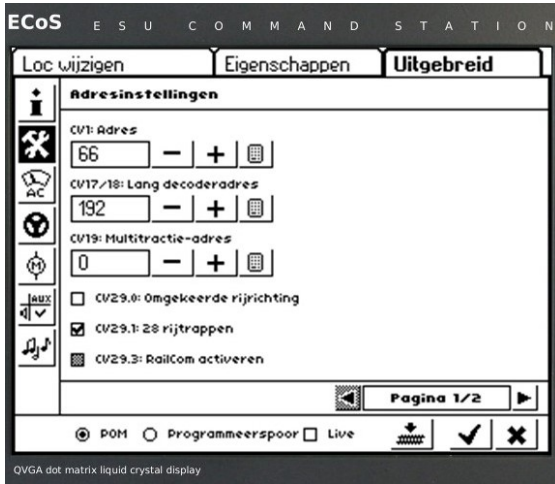 ECoS ESU COMMAND STATION
Loc wijzigen Eigenschappen Uitgebreid
Adresinstellingen
CV1: Adres
66
CV17/18: Lang decoderadres
192
CV19: Multitractie-adres
0
CV29.0: Omgekeerde rijrichting
CV29.1: 28 rijtrappen
CV29.3: RailCom activeren
AC
M
AUX
Pagina 1/2
POM Programmeerspoor Live
QVGA dot matrix liquid crystal display